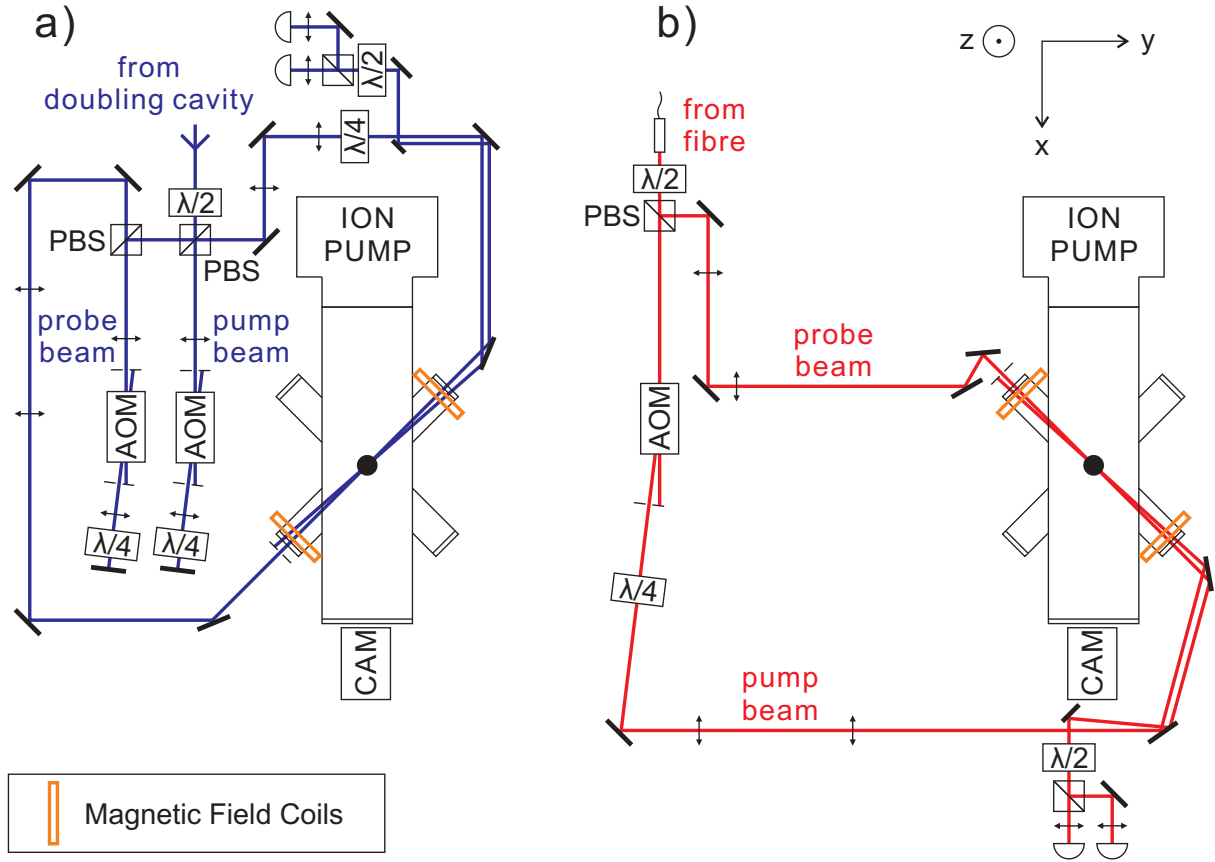 a)
from
doubling cavity
λ/2
λ/4
λ/2
PBS
PBS
ION
PUMP
probe
beam
pump
beam
AOM
AOM
λ/4
λ/4
CAM
Magnetic Field Coils
b)
z
y
x
from
fibre
λ/2
PBS
ION
PUMP
probe
beam
AOM
λ/4
pump
beam
CAM
λ/2